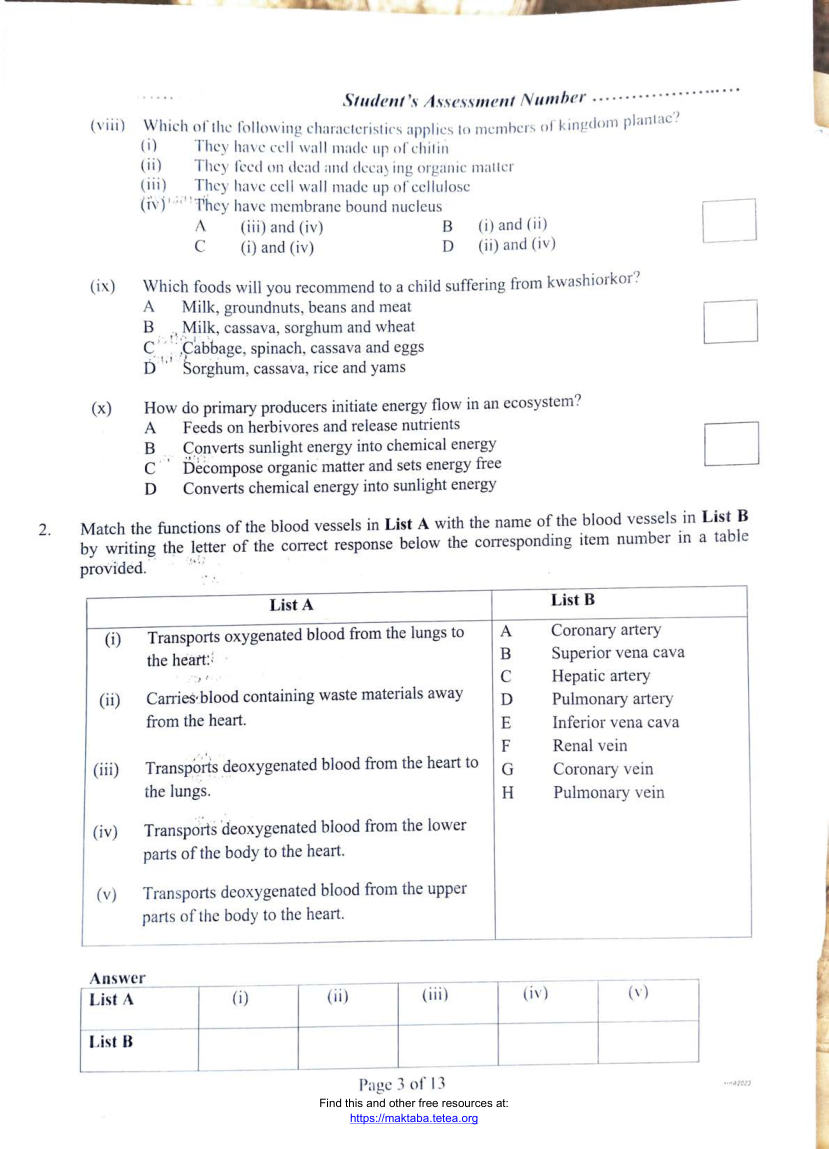 Student's Assessment Number ........................
(viii) Which of the following characteristics applies to members of kingdom plantae?
(i) They have cell wall made up of chitin
(ii) They feed on dead and decaying organic matter
(iii) They have cell wall made up of cellulose
(iv) They have membrane bound nucleus
A (iii) and (iv) B (i) and (ii)
C (i) and (iv) D (ii) and (iv)
(ix) Which foods will you recommend to a child suffering from kwashiorkor?
A Milk, groundnuts, beans and meat
B Milk, cassava, sorghum and wheat
C Cabbage, spinach, cassava and eggs
D Sorghum, cassava, rice and yams
(x) How do primary producers initiate energy flow in an ecosystem?
A Feeds on herbivores and release nutrients
B Converts sunlight energy into chemical energy
C Decompose organic matter and sets energy free
D Converts chemical energy into sunlight energy
2. Match the functions of the blood vessels in List A with the name of the blood vessels in List B
by writing the letter of the correct response below the corresponding item number in a table
provided.
List A
(i) Transports oxygenated blood from the lungs to
the heart.
(ii) Carries blood containing waste materials away
from the heart.
(iii) Transports deoxygenated blood from the heart to
the lungs.
(iv) Transports deoxygenated blood from the lower
parts of the body to the heart.
(v) Transports deoxygenated blood from the upper
parts of the body to the heart.
List B
A Coronary artery
B Superior vena cava
C Hepatic artery
D Pulmonary artery
E Inferior vena cava
F Renal vein
G Coronary vein
H Pulmonary vein
Answer
List A (i) (ii) (iii) (iv) (v)
List B
Page 3 of 13
Find this and other free resources at:
https://maktaba.tetea.org